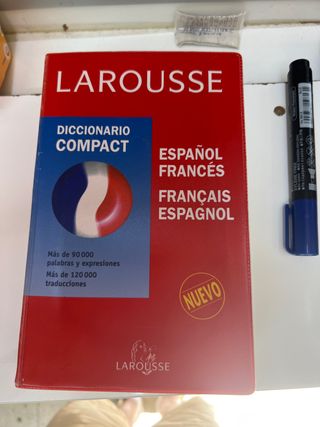 LAROUSSE
DICCIONARIO
COMPACT
ESPAÑOL
FRANCÉS
FRANÇAIS
ESPAGNOL
Más de 90 000
palabras y expresiones
Más de 120 000
traducciones
NUEVO
LAROUSSE